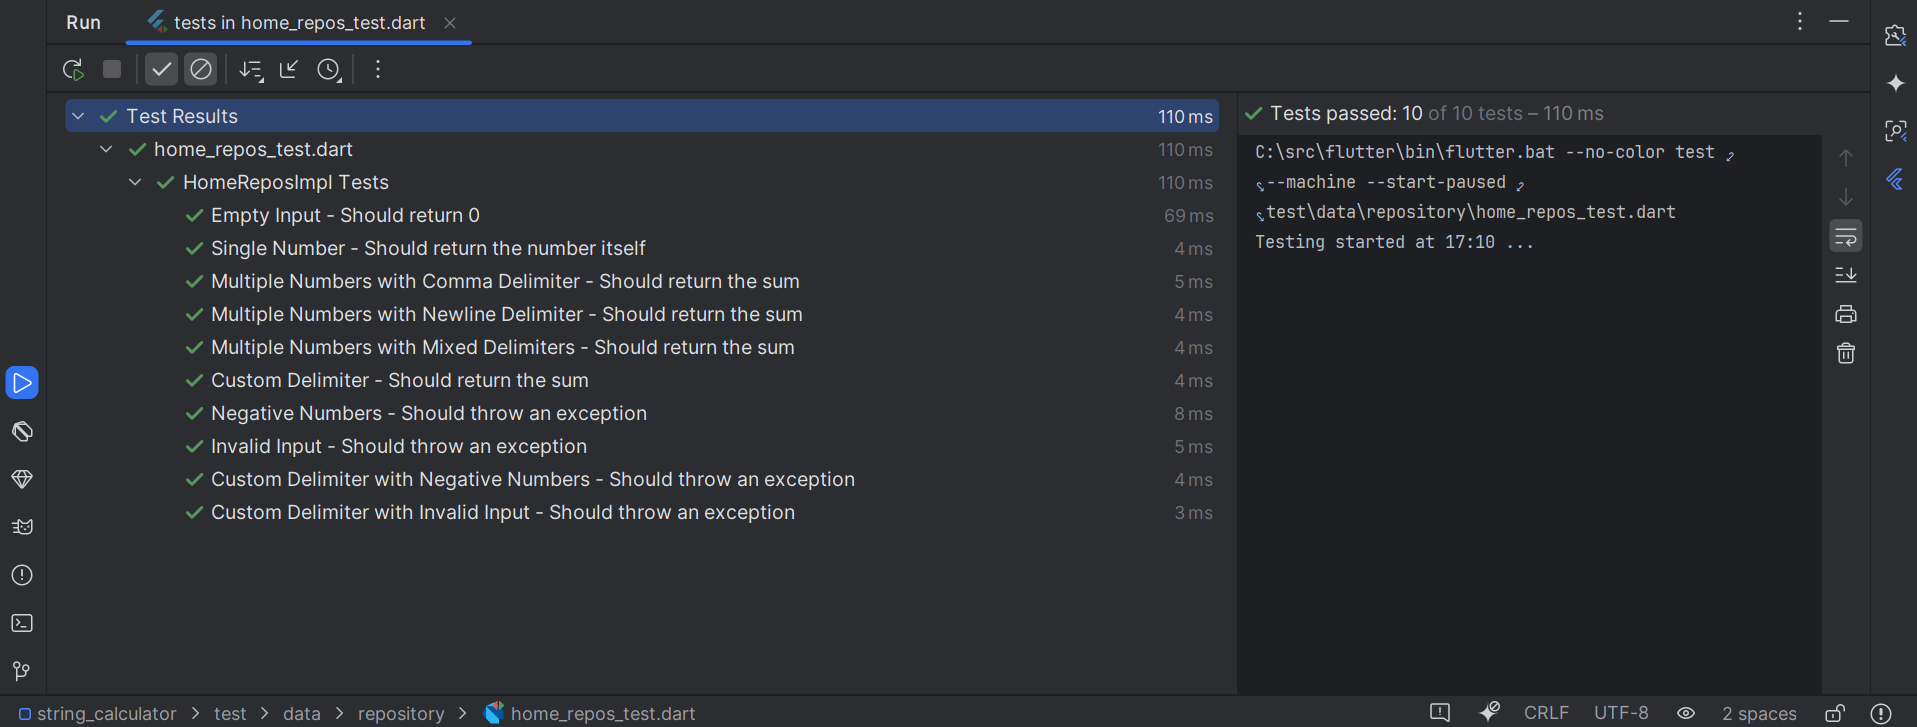 Run tests in home_repos_test.dart
Test Results 110 ms
home_repos_test.dart 110 ms
HomeReposImpl Tests 110 ms
Empty Input - Should return 0 69 ms
Single Number - Should return the number itself 4 ms
Multiple Numbers with Comma Delimiter - Should return the sum 5 ms
Multiple Numbers with Newline Delimiter - Should return the sum 4 ms
Multiple Numbers with Mixed Delimiters - Should return the sum 4 ms
Custom Delimiter - Should return the sum 4 ms
Negative Numbers - Should throw an exception 8 ms
Invalid Input - Should throw an exception 5 ms
Custom Delimiter with Negative Numbers - Should throw an exception 4 ms
Custom Delimiter with Invalid Input - Should throw an exception 3 ms
Tests passed: 10 of 10 tests – 110 ms
C:\src\flutter\bin\flutter.bat --no-color test
--machine --start-paused
test\data\repository\home_repos_test.dart
Testing started at 17:10 ...
string_calculator > test > data > repository > home_repos_test.dart CRLF UTF-8 2 spaces